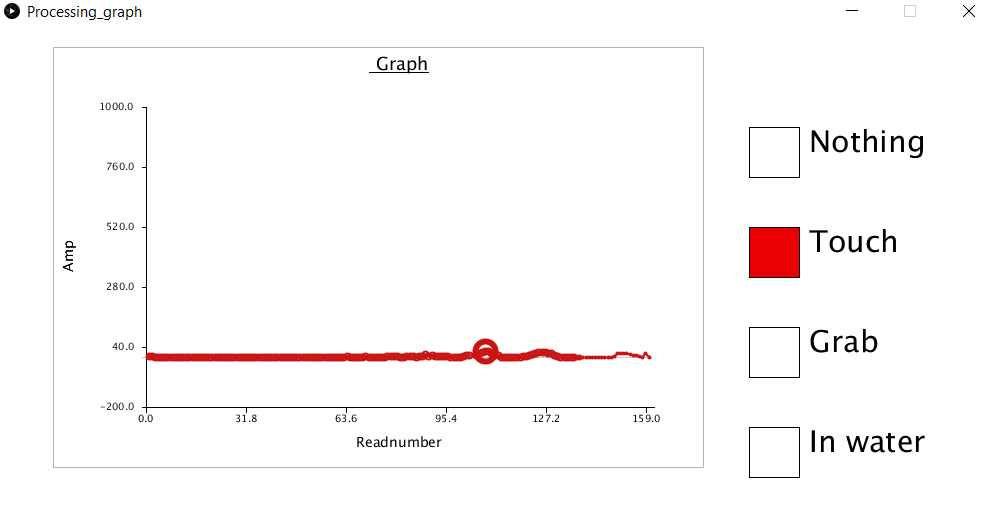 Processing_graph
Graph
1000.0
760.0
520.0
280.0
40.0
-200.0
Amp
0.0 31.8 63.6 95.4 127.2 159.0
Readnumber
Nothing
Touch
Grab
In water